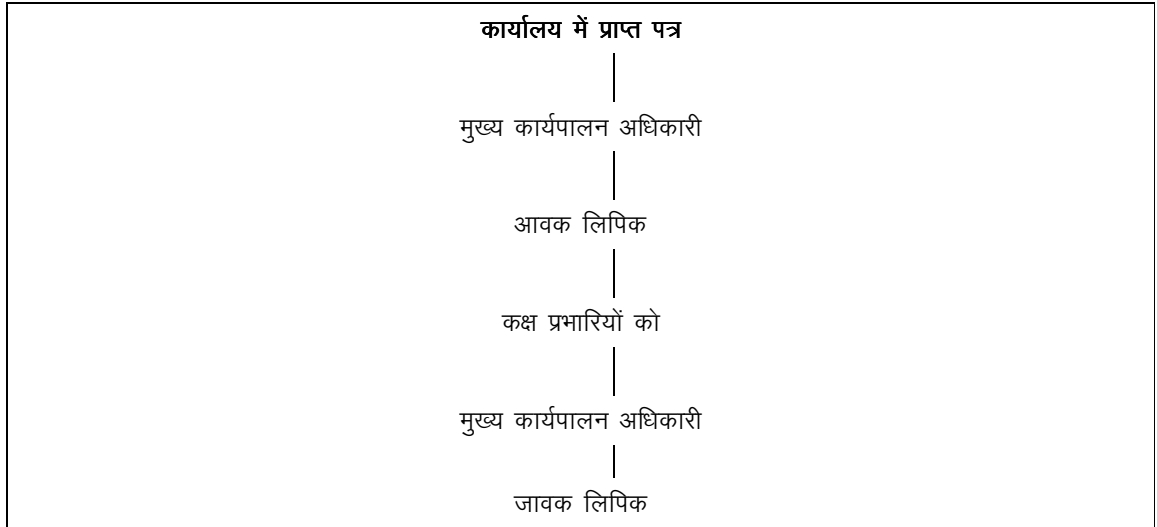 कार्यालय में प्राप्त पत्र
मुख्य कार्यपालन अधिकारी
आवक लिपिक
कक्ष प्रभारियों को
मुख्य कार्यपालन अधिकारी
जावक लिपिक